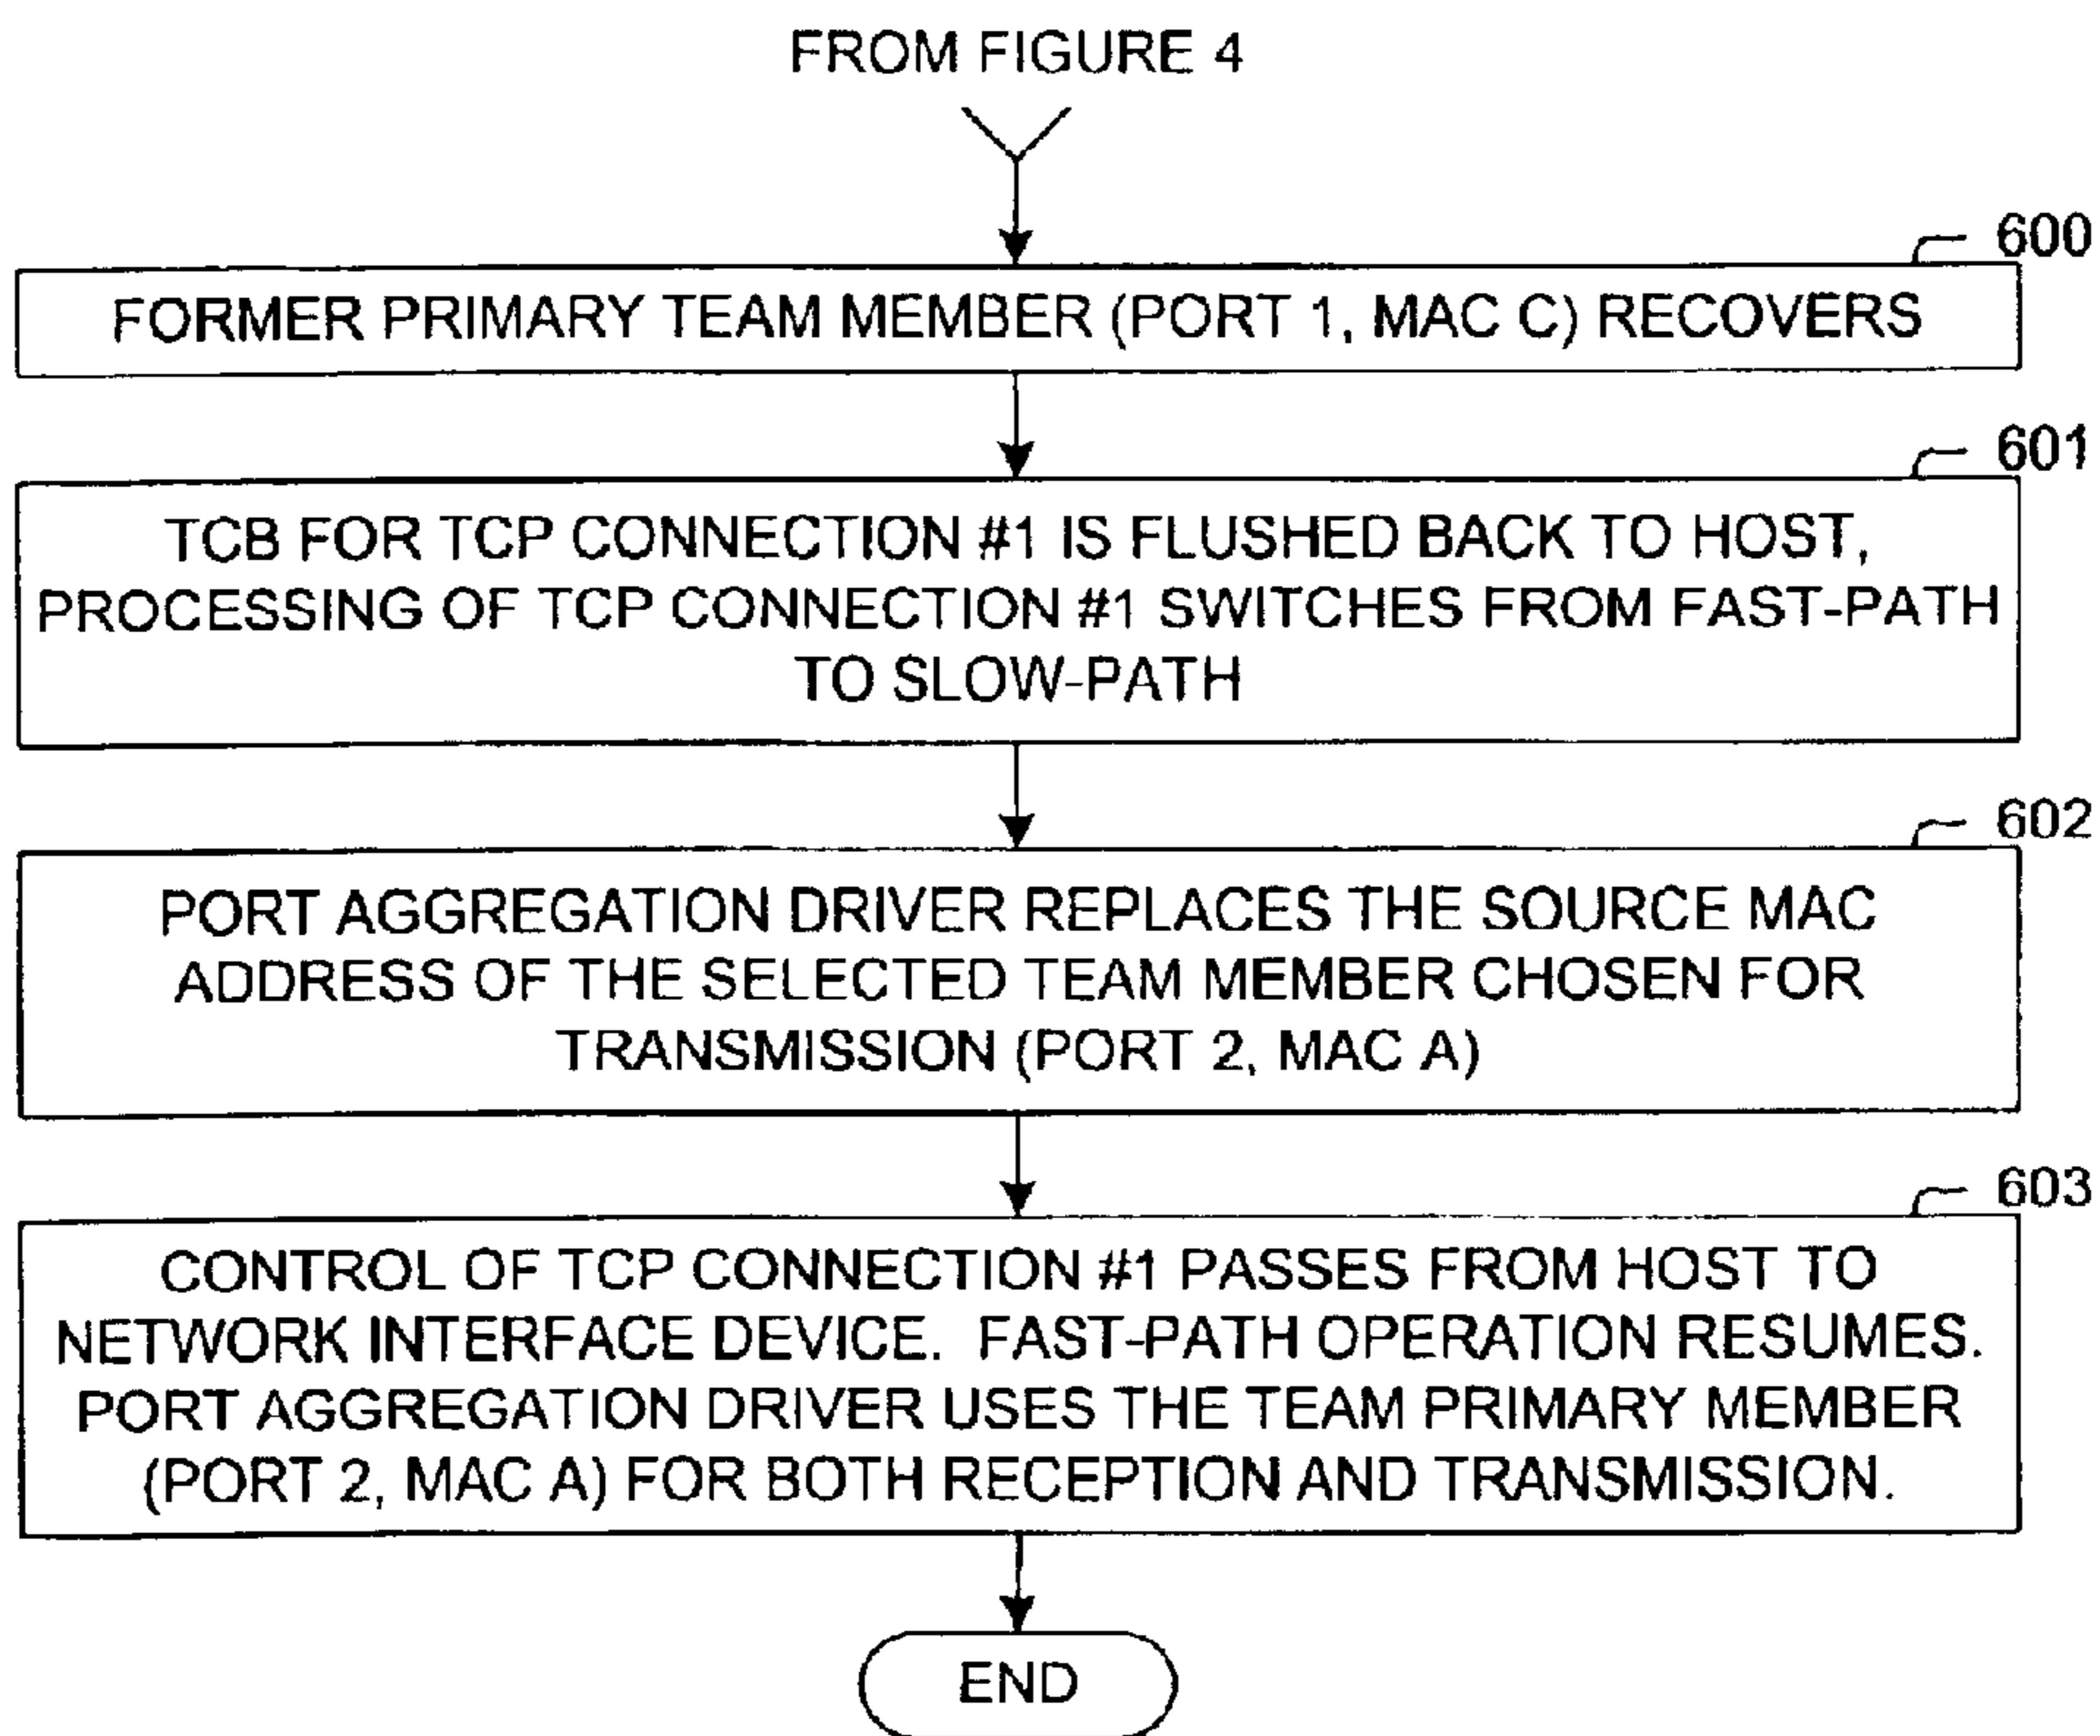 FROM FIGURE 4
600
FORMER PRIMARY TEAM MEMBER (PORT 1, MAC C) RECOVERS
601
TCB FOR TCP CONNECTION #1 IS FLUSHED BACK TO HOST,
PROCESSING OF TCP CONNECTION #1 SWITCHES FROM FAST-PATH
TO SLOW-PATH
602
PORT AGGREGATION DRIVER REPLACES THE SOURCE MAC
ADDRESS OF THE SELECTED TEAM MEMBER CHOSEN FOR
TRANSMISSION (PORT 2, MAC A)
603
CONTROL OF TCP CONNECTION #1 PASSES FROM HOST TO
NETWORK INTERFACE DEVICE. FAST-PATH OPERATION RESUMES.
PORT AGGREGATION DRIVER USES THE TEAM PRIMARY MEMBER
(PORT 2, MAC A) FOR BOTH RECEPTION AND TRANSMISSION.
END